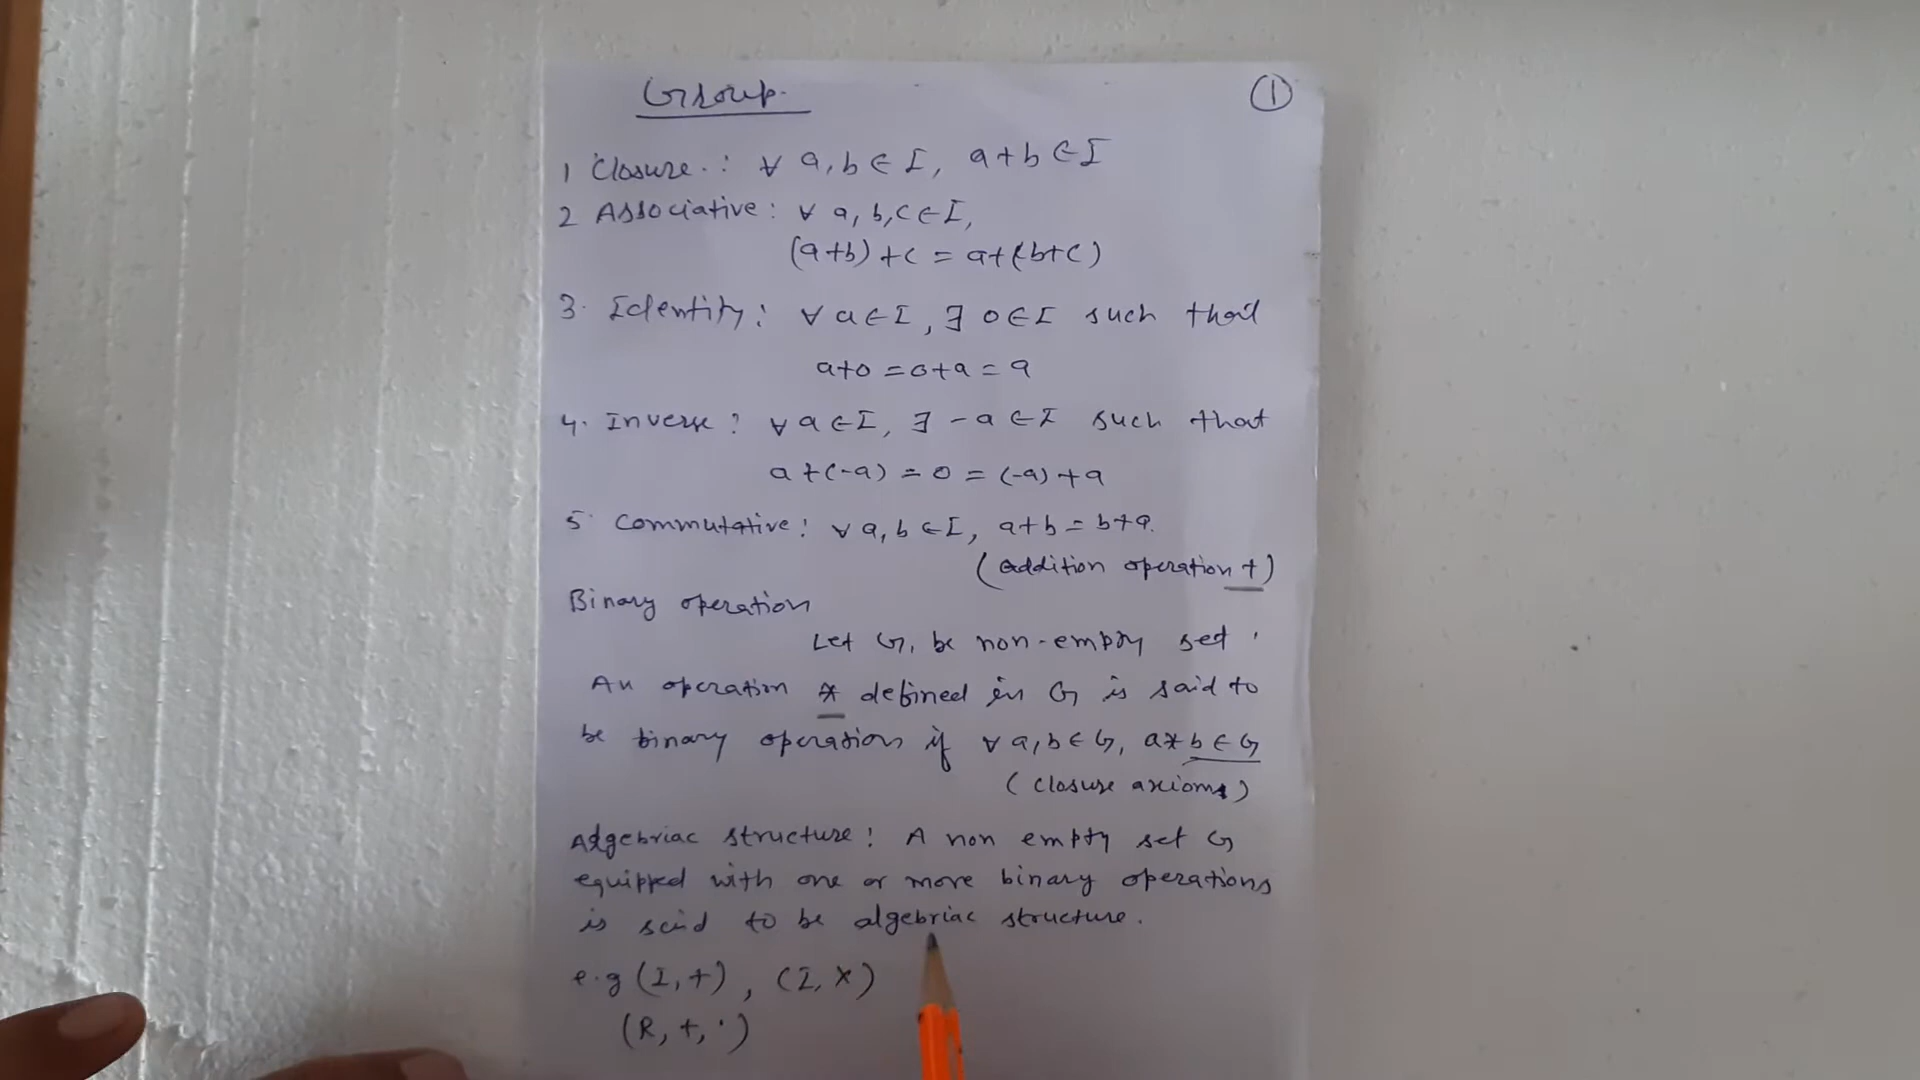 Group.
1
1 Closure. : ∀ a, b ∈ I, a+b ∈ I
2 Associative : ∀ a, b, c ∈ I,
(a+b) + c = a+(b+c)
3. Identity : ∀ a ∈ I, ∃ 0 ∈ I such that
a+0 = 0+a = a
4. Inverse : ∀ a ∈ I, ∃ -a ∈ I such that
a + (-a) = 0 = (-a) + a
5. Commutative : ∀ a, b ∈ I, a+b = b+a.
(addition operation +)
Binary operation
Let G, be non-empty set.
An operation * defined in G is said to
be binary operation if ∀ a, b ∈ G, a*b ∈ G
(closure axioms)
Algebriac structure : A non empty set G
equipped with one or more binary operations
is said to be algebriac structure.
e.g (I, +), (I, ×)
(R, +, ·)